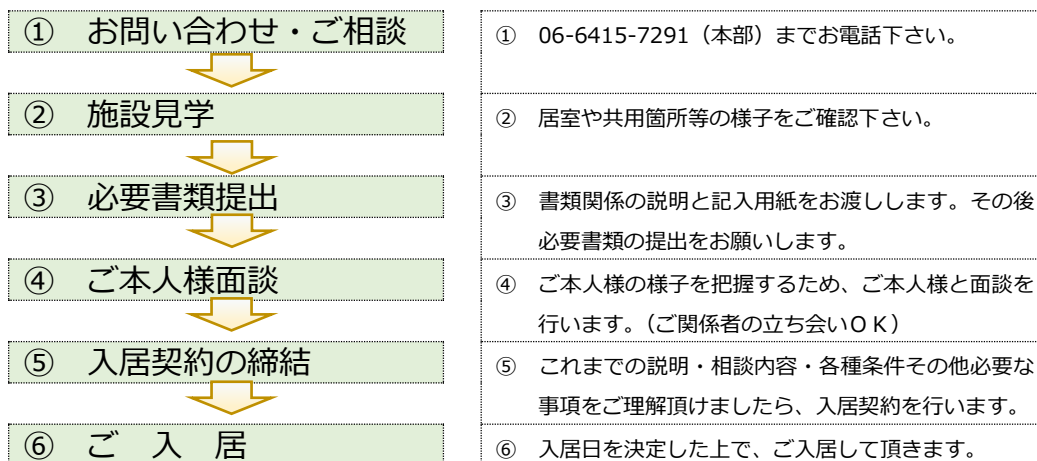 ① お問い合わせ・ご相談
① 06-6415-7291（本部）までお電話下さい。
② 施設見学
② 居室や共用箇所等の様子をご確認下さい。
③ 必要書類提出
③ 書類関係の説明と記入用紙をお渡しします。その後
必要書類の提出をお願いします。
④ ご本人様面談
④ ご本人様の様子を把握するため、ご本人様と面談を
行います。（ご関係者の立ち会いＯＫ）
⑤ 入居契約の締結
⑤ これまでの説明・相談内容・各種条件その他必要な
事項をご理解頂けましたら、入居契約を行います。
⑥ ご 入 居
⑥ 入居日を決定した上で、ご入居して頂きます。